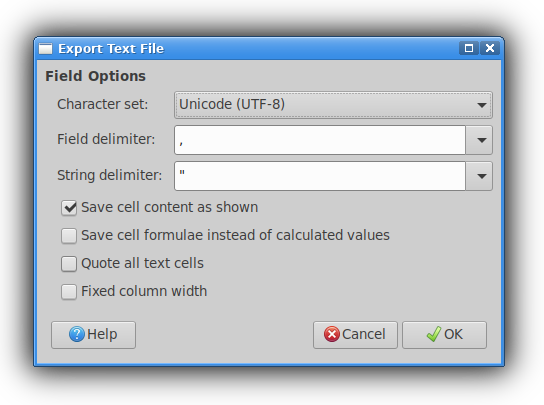 Export Text File
Field Options
Character set: Unicode (UTF-8)
Field delimiter: ,
String delimiter: "
Save cell content as shown
Save cell formulae instead of calculated values
Quote all text cells
Fixed column width
Help Cancel OK